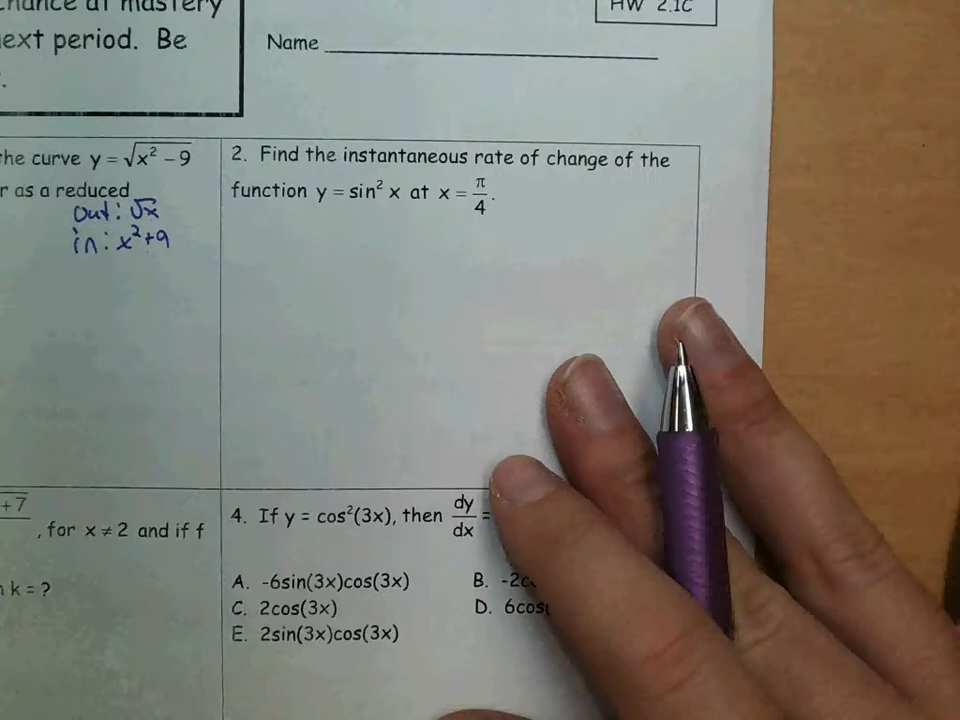 chance at mastery
next period. Be
.
HW 2.1C
Name
the curve y = √(x² − 9)
r as a reduced
out: √x
in: x²+9
2. Find the instantaneous rate of change of the
function y = sin² x at x = π/4.
+7
, for x ≠ 2 and if f
k = ?
4. If y = cos²(3x), then dy/dx =
A. -6sin(3x)cos(3x) B. -2c
C. 2cos(3x) D. 6cos
E. 2sin(3x)cos(3x)